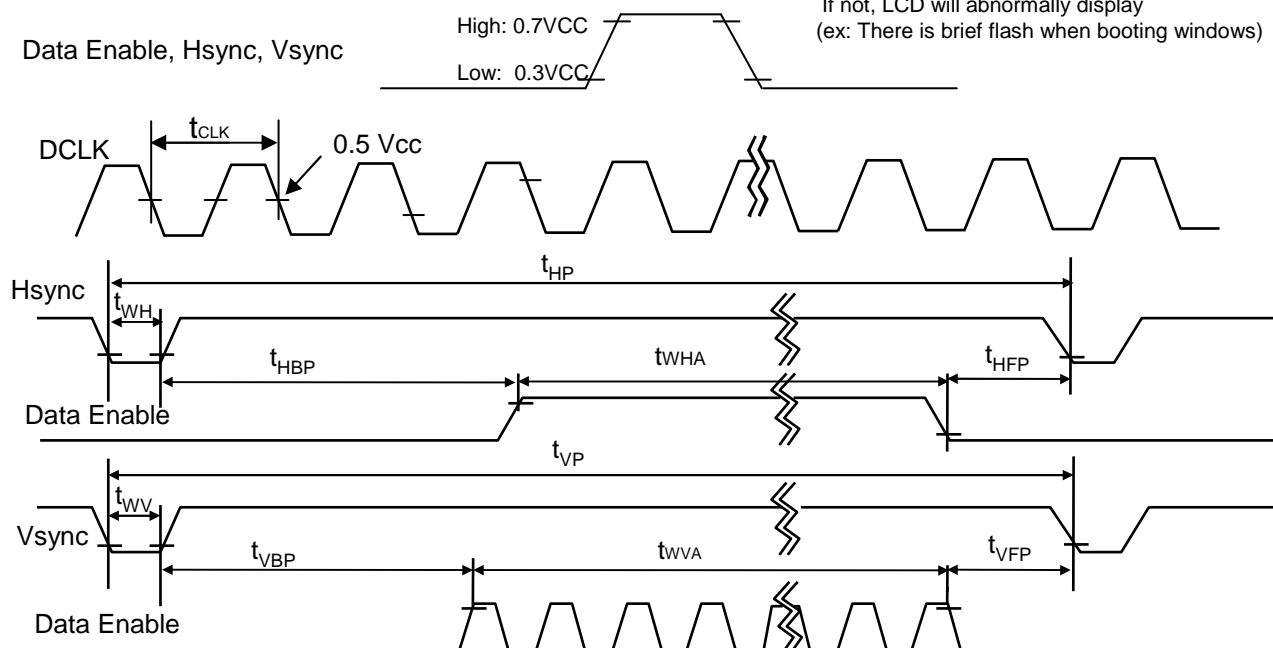 If not, LCD will abnormally display
(ex: There is brief flash when booting windows)
High: 0.7VCC
Data Enable, Hsync, Vsync
Low: 0.3VCC
tCLK
DCLK
0.5 Vcc
tHP
Hsync
tWH
tHBP
tWHA
tHFP
Data Enable
tVP
tWV
Vsync
tVBP
tWVA
tVFP
Data Enable